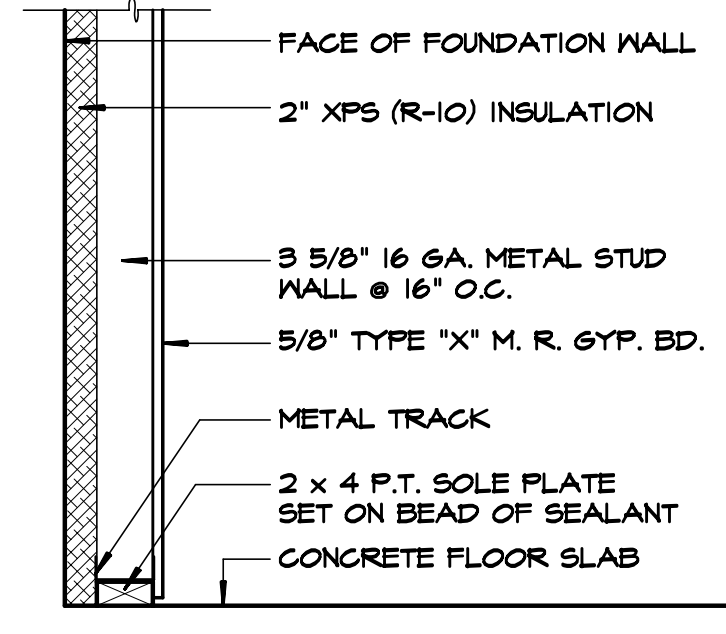 FACE OF FOUNDATION WALL
2" XPS (R-10) INSULATION
3 5/8" 16 GA. METAL STUD
WALL @ 16" O.C.
5/8" TYPE "X" M. R. GYP. BD.
METAL TRACK
2 x 4 P.T. SOLE PLATE
SET ON BEAD OF SEALANT
CONCRETE FLOOR SLAB